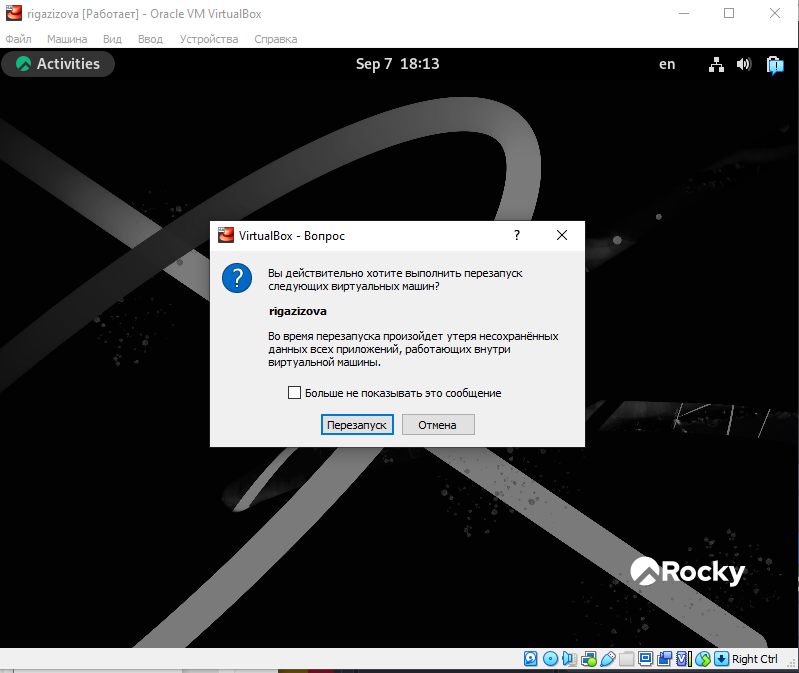 rigazizova [Работает] - Oracle VM VirtualBox
Файл Машина Вид Ввод Устройства Справка
Activities Sep 7 18:13 en
VirtualBox - Вопрос ?
Вы действительно хотите выполнить перезапуск
следующих виртуальных машин?
rigazizova
Во время перезапуска произойдет утеря несохранённых
данных всех приложений, работающих внутри
виртуальной машины.
Больше не показывать это сообщение
Перезапуск Отмена
Rocky
Right Ctrl